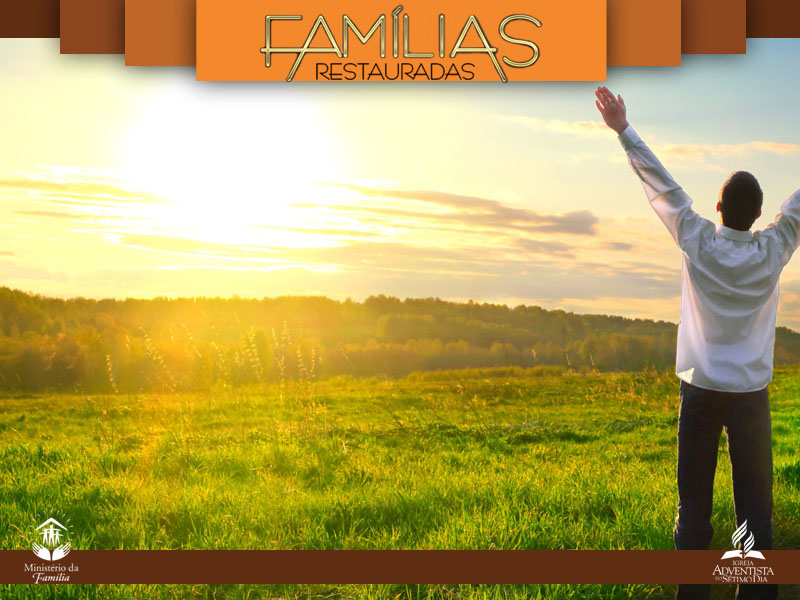 FAMÍLIAS
RESTAURADAS
Ministério da
Família
IGREJA
ADVENTISTA
DO SÉTIMO DIA